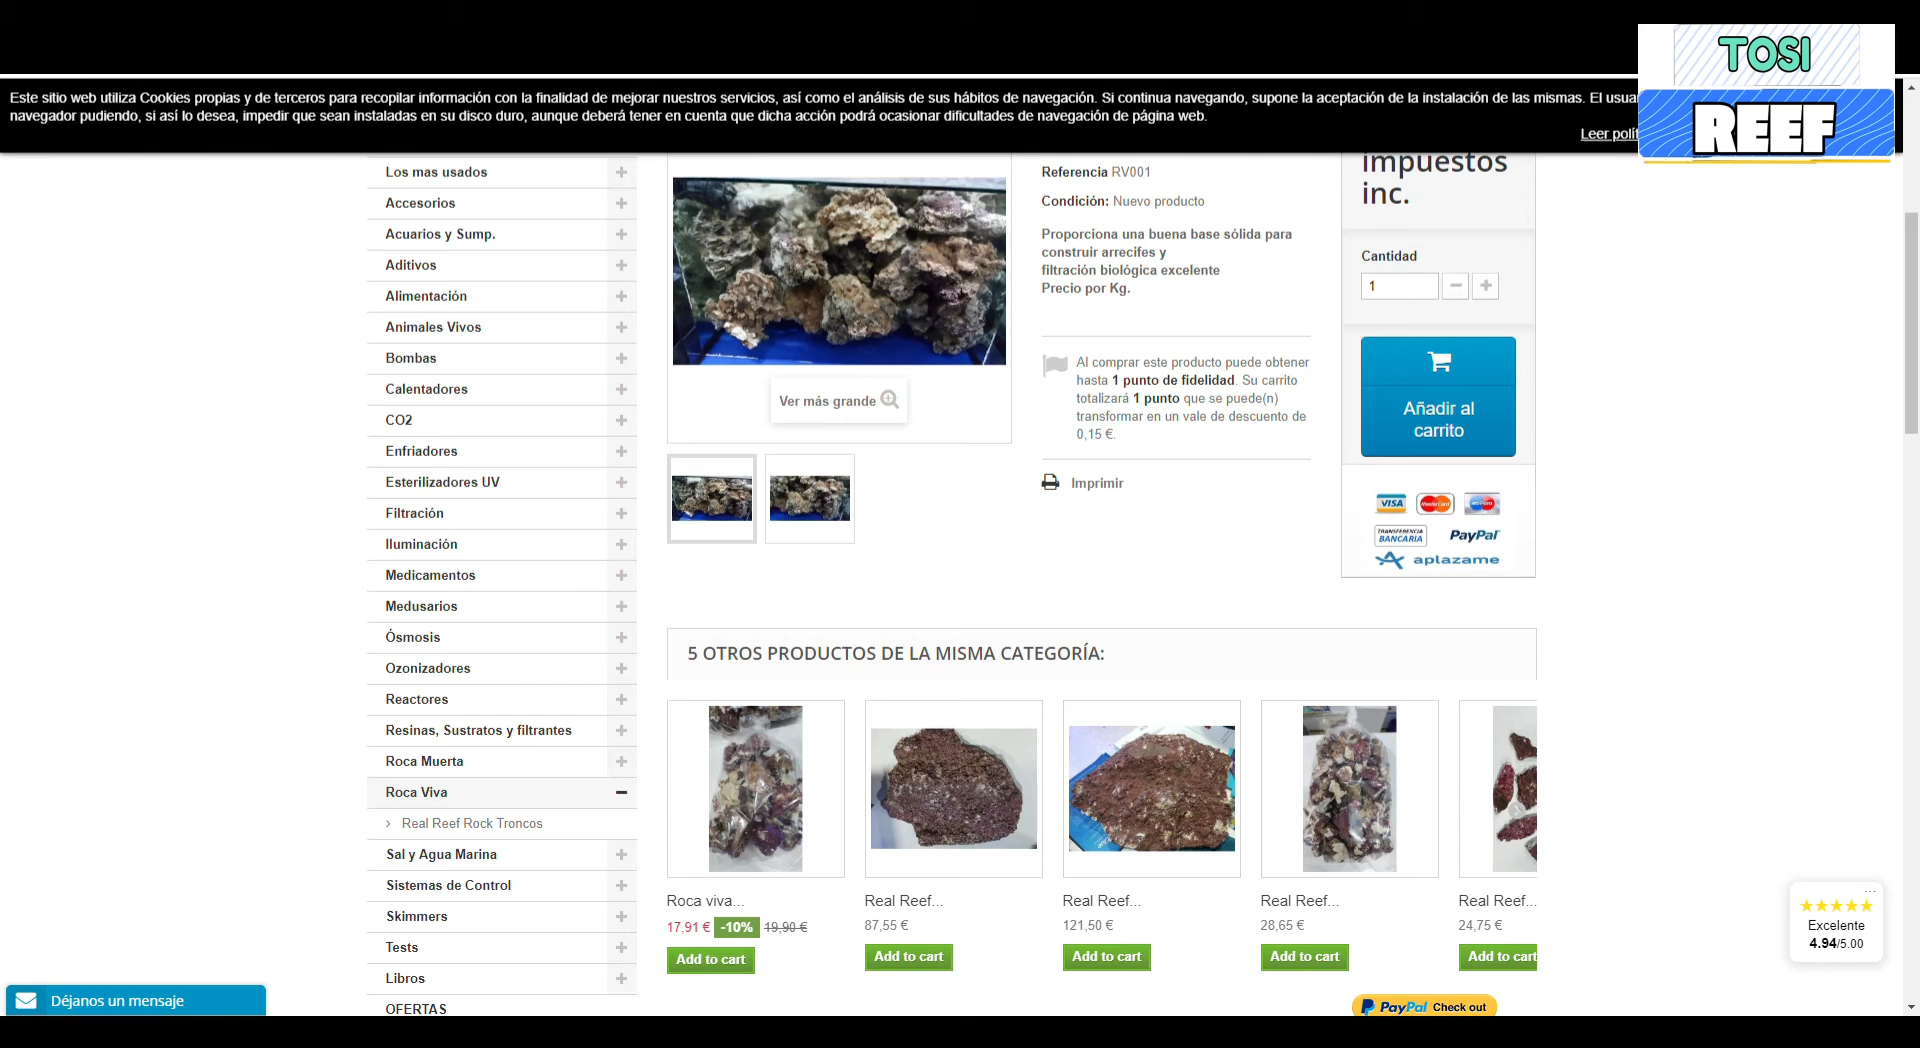 TOSI
REEF
Este sitio web utiliza Cookies propias y de terceros para recopilar información con la finalidad de mejorar nuestros servicios, así como el análisis de sus hábitos de navegación. Si continua navegando, supone la aceptación de la instalación de las mismas. El usua
navegador pudiendo, si así lo desea, impedir que sean instaladas en su disco duro, aunque deberá tener en cuenta que dicha acción podrá ocasionar dificultades de navegación de página web.
Leer polít
Los mas usados
Accesorios
Acuarios y Sump.
Aditivos
Alimentación
Animales Vivos
Bombas
Calentadores
CO2
Enfriadores
Esterilizadores UV
Filtración
Iluminación
Medicamentos
Medusarios
Ósmosis
Ozonizadores
Reactores
Resinas, Sustratos y filtrantes
Roca Muerta
Roca Viva
Real Reef Rock Troncos
Sal y Agua Marina
Sistemas de Control
Skimmers
Tests
Libros
OFERTAS
Déjanos un mensaje
Ver más grande
Referencia RV001
Condición: Nuevo producto
Proporciona una buena base sólida para
construir arrecifes y
filtración biológica excelente
Precio por Kg.
Al comprar este producto puede obtener
hasta 1 punto de fidelidad. Su carrito
totalizará 1 punto que se puede(n)
transformar en un vale de descuento de
0,15 €.
Imprimir
impuestos
inc.
Cantidad
1
Añadir al
carrito
VISA MasterCard
TRANSFERENCIA
BANCARIA PayPal
aplazame
5 OTROS PRODUCTOS DE LA MISMA CATEGORÍA:
Roca viva...
17,91 € -10% 19,90 €
Add to cart
Real Reef...
87,55 €
Add to cart
Real Reef...
121,50 €
Add to cart
Real Reef...
28,65 €
Add to cart
Real Reef...
24,75 €
Add to cart
PayPal Check out
...
Excelente
4.94/5.00